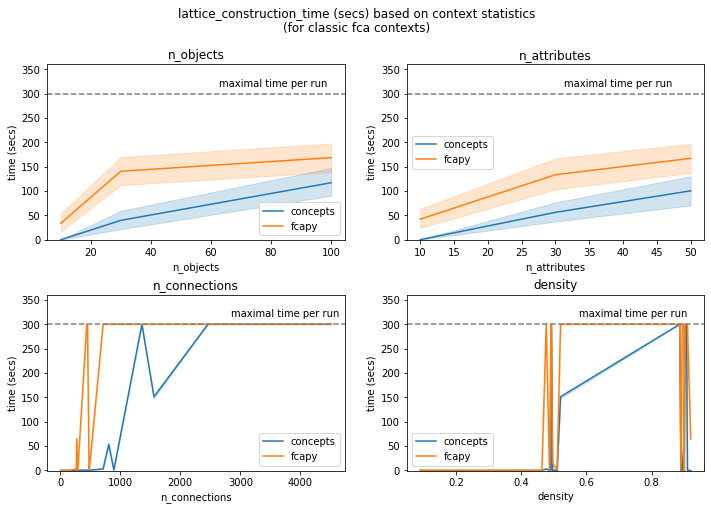 lattice_construction_time (secs) based on context statistics
(for classic fca contexts)
n_objects
time (secs)
350
300
250
200
150
100
50
0
maximal time per run
concepts
fcapy
20
40
60
80
100
n_objects
n_attributes
time (secs)
350
300
250
200
150
100
50
0
maximal time per run
concepts
fcapy
10
15
20
25
30
35
40
45
50
n_attributes
n_connections
time (secs)
350
300
250
200
150
100
50
0
maximal time per run
concepts
fcapy
0
1000
2000
3000
4000
n_connections
density
time (secs)
350
300
250
200
150
100
50
0
maximal time per run
concepts
fcapy
0.2
0.4
0.6
0.8
density